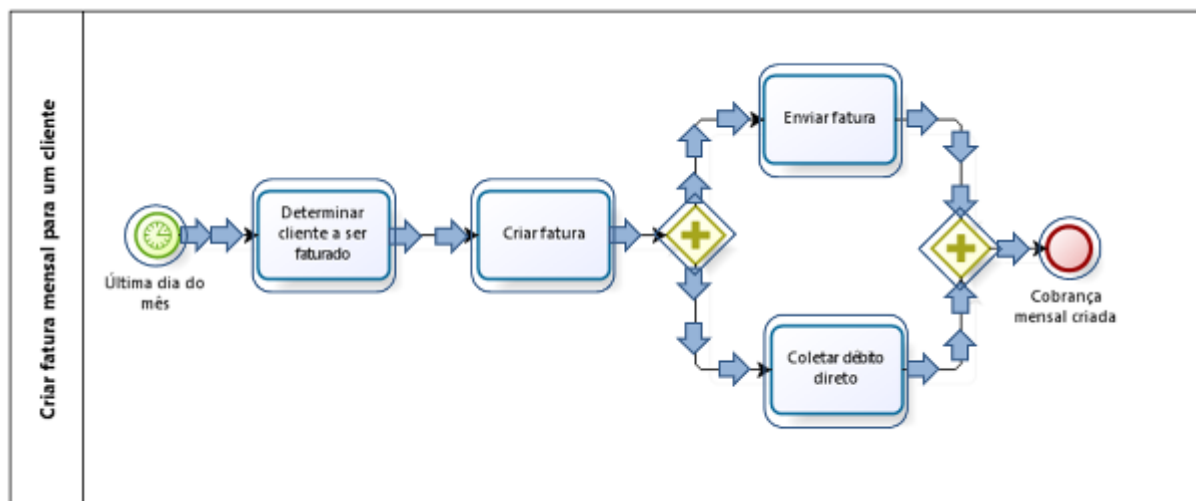 Criar fatura mensal para um cliente
Última dia do
mês
Determinar
cliente a ser
faturado
Criar fatura
Enviar fatura
Coletar débito
direto
Cobrança
mensal criada